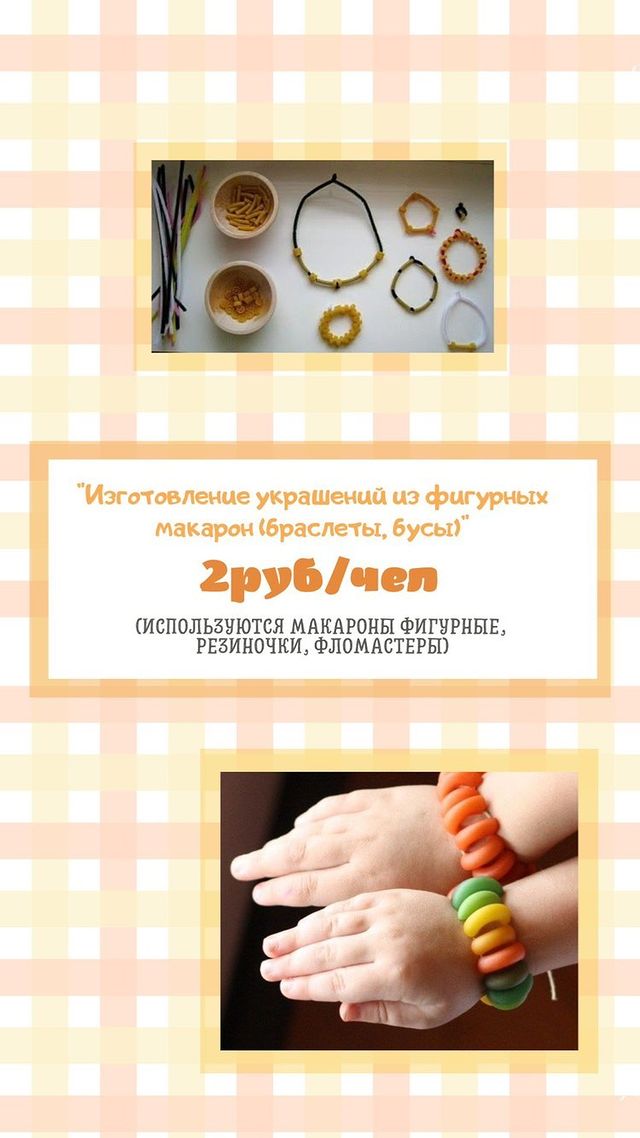 "Изготовление украшений из фигурных
макарон (браслеты, бусы)"
2руб/чел
(ИСПОЛЬЗУЮТСЯ МАКАРОНЫ ФИГУРНЫЕ,
РЕЗИНОЧКИ, ФЛОМАСТЕРЫ)